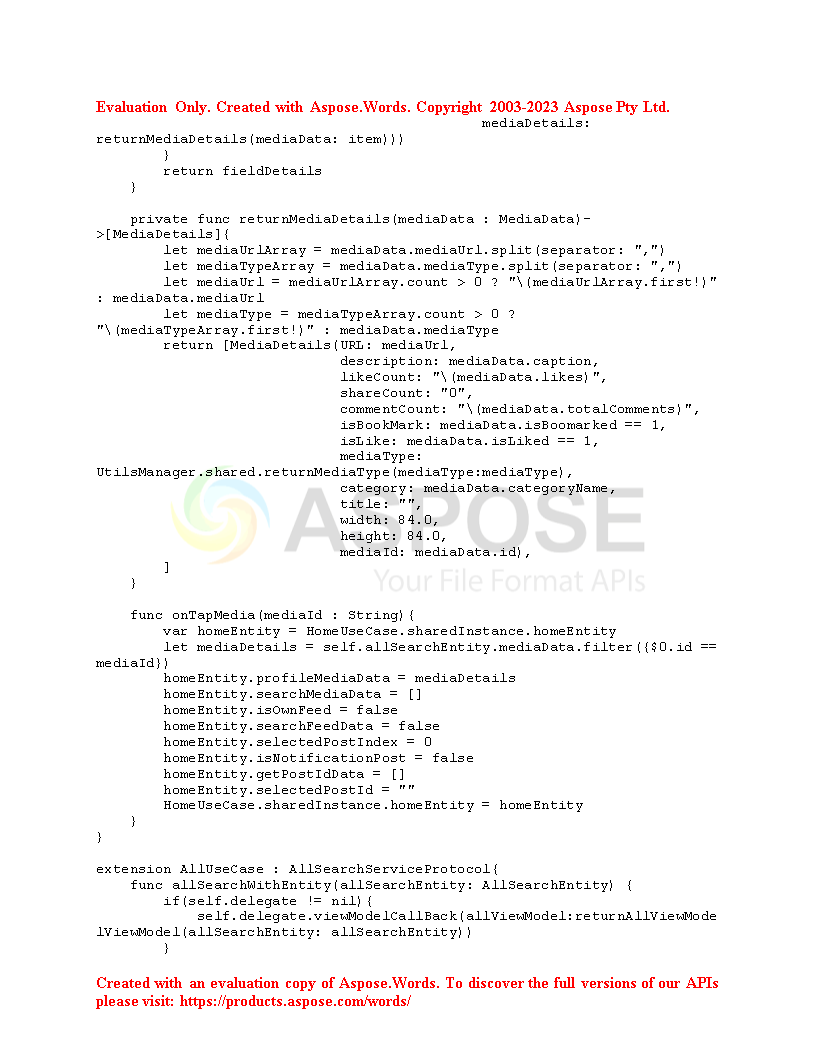 Evaluation Only. Created with Aspose.Words. Copyright 2003-2023 Aspose Pty Ltd.
mediaDetails:
returnMediaDetails(mediaData: item)))
        }
        return fieldDetails
    }

    private func returnMediaDetails(mediaData : MediaData)-
>[MediaDetails]{
        let mediaUrlArray = mediaData.mediaUrl.split(separator: ",")
        let mediaTypeArray = mediaData.mediaType.split(separator: ",")
        let mediaUrl = mediaUrlArray.count > 0 ? "\(mediaUrlArray.first!)"
: mediaData.mediaUrl
        let mediaType = mediaTypeArray.count > 0 ?
"\(mediaTypeArray.first!)" : mediaData.mediaType
        return [MediaDetails(URL: mediaUrl,
                             description: mediaData.caption,
                             likeCount: "\(mediaData.likes)",
                             shareCount: "0",
                             commentCount: "\(mediaData.totalComments)",
                             isBookMark: mediaData.isBoomarked == 1,
                             isLike: mediaData.isLiked == 1,
                             mediaType:
UtilsManager.shared.returnMediaType(mediaType:mediaType),
                             category: mediaData.categoryName,
                             title: "",
                             width: 84.0,
                             height: 84.0,
                             mediaId: mediaData.id),
        ]
    }
ASPOSE
Your File Format APIs

    func onTapMedia(mediaId : String){
        var homeEntity = HomeUseCase.sharedInstance.homeEntity
        let mediaDetails = self.allSearchEntity.mediaData.filter({$0.id ==
mediaId})
        homeEntity.profileMediaData = mediaDetails
        homeEntity.searchMediaData = []
        homeEntity.isOwnFeed = false
        homeEntity.searchFeedData = false
        homeEntity.selectedPostIndex = 0
        homeEntity.isNotificationPost = false
        homeEntity.getPostIdData = []
        homeEntity.selectedPostId = ""
        HomeUseCase.sharedInstance.homeEntity = homeEntity
    }
}

extension AllUseCase : AllSearchServiceProtocol{
    func allSearchWithEntity(allSearchEntity: AllSearchEntity) {
        if(self.delegate != nil){
            self.delegate.viewModelCallBack(allViewModel:returnAllViewMode
lViewModel(allSearchEntity: allSearchEntity))
        }
Created with an evaluation copy of Aspose.Words. To discover the full versions of our APIs
please visit: https://products.aspose.com/words/